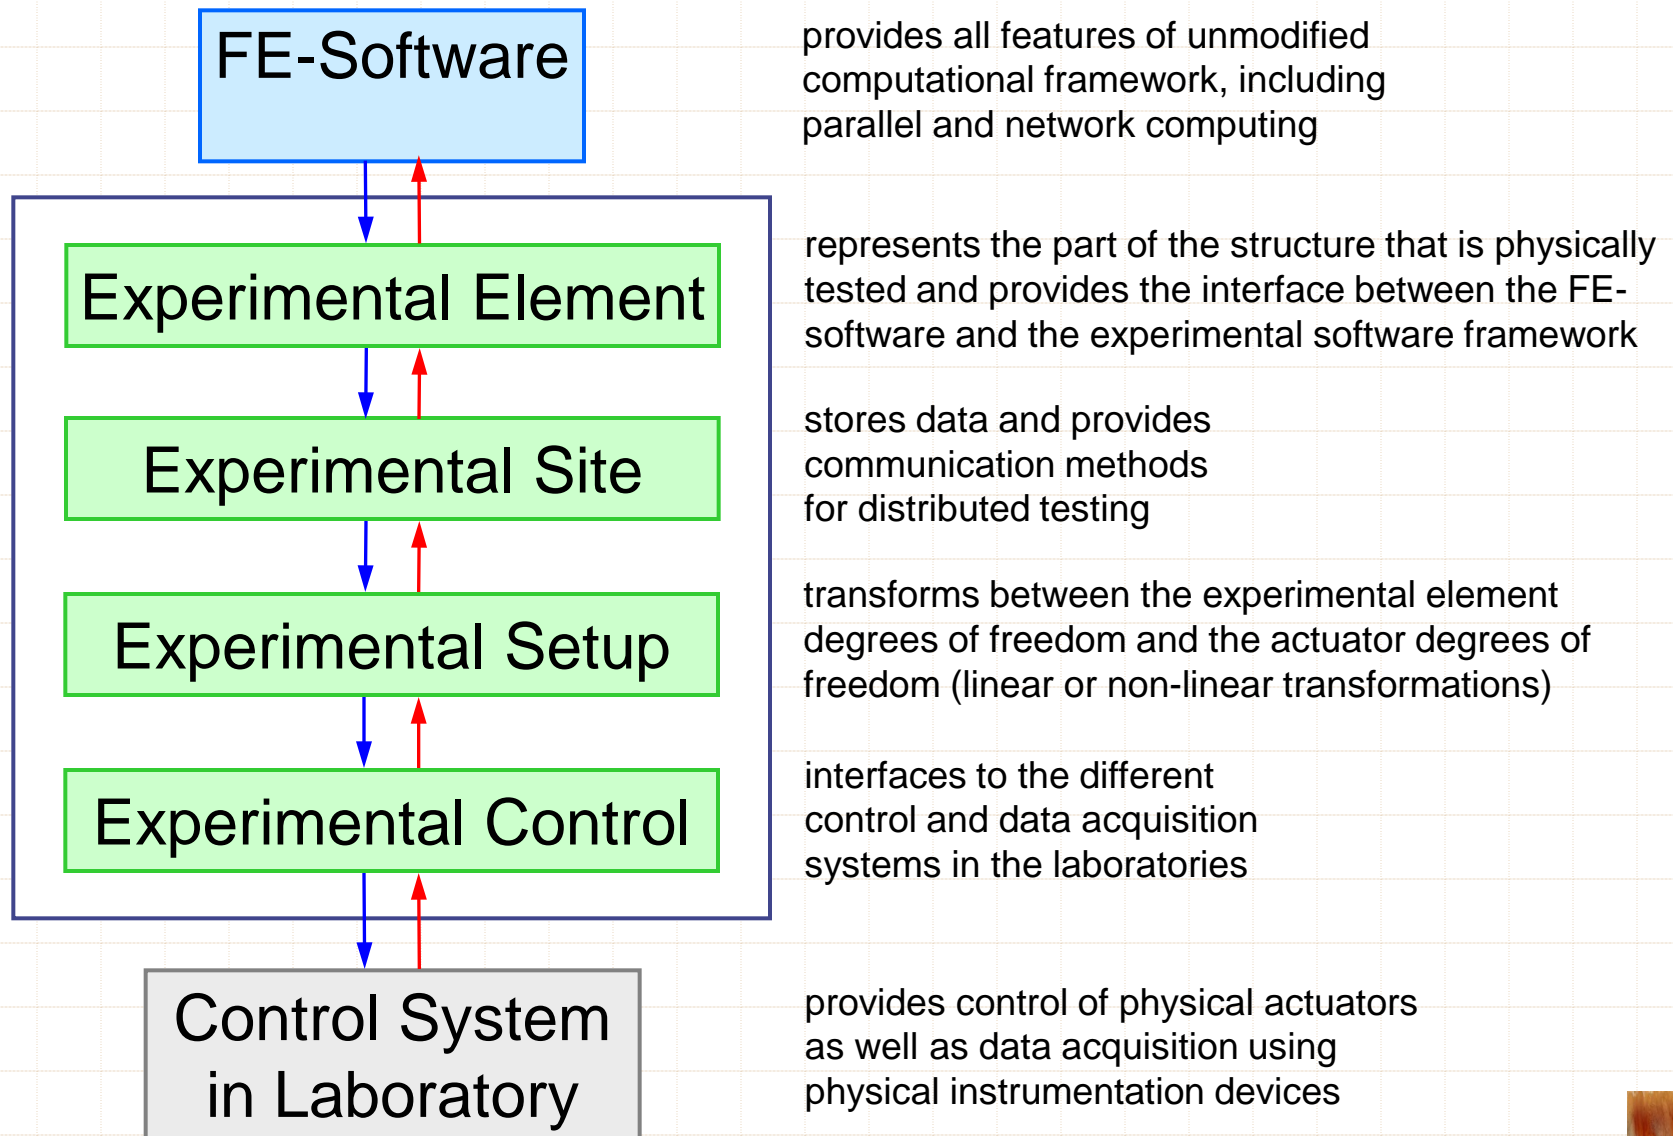 FE-Software
provides all features of unmodified
computational framework, including
parallel and network computing
Experimental Element
represents the part of the structure that is physically
tested and provides the interface between the FE-
software and the experimental software framework
Experimental Site
stores data and provides
communication methods
for distributed testing
Experimental Setup
transforms between the experimental element
degrees of freedom and the actuator degrees of
freedom (linear or non-linear transformations)
Experimental Control
interfaces to the different
control and data acquisition
systems in the laboratories
Control System
in Laboratory
provides control of physical actuators
as well as data acquisition using
physical instrumentation devices